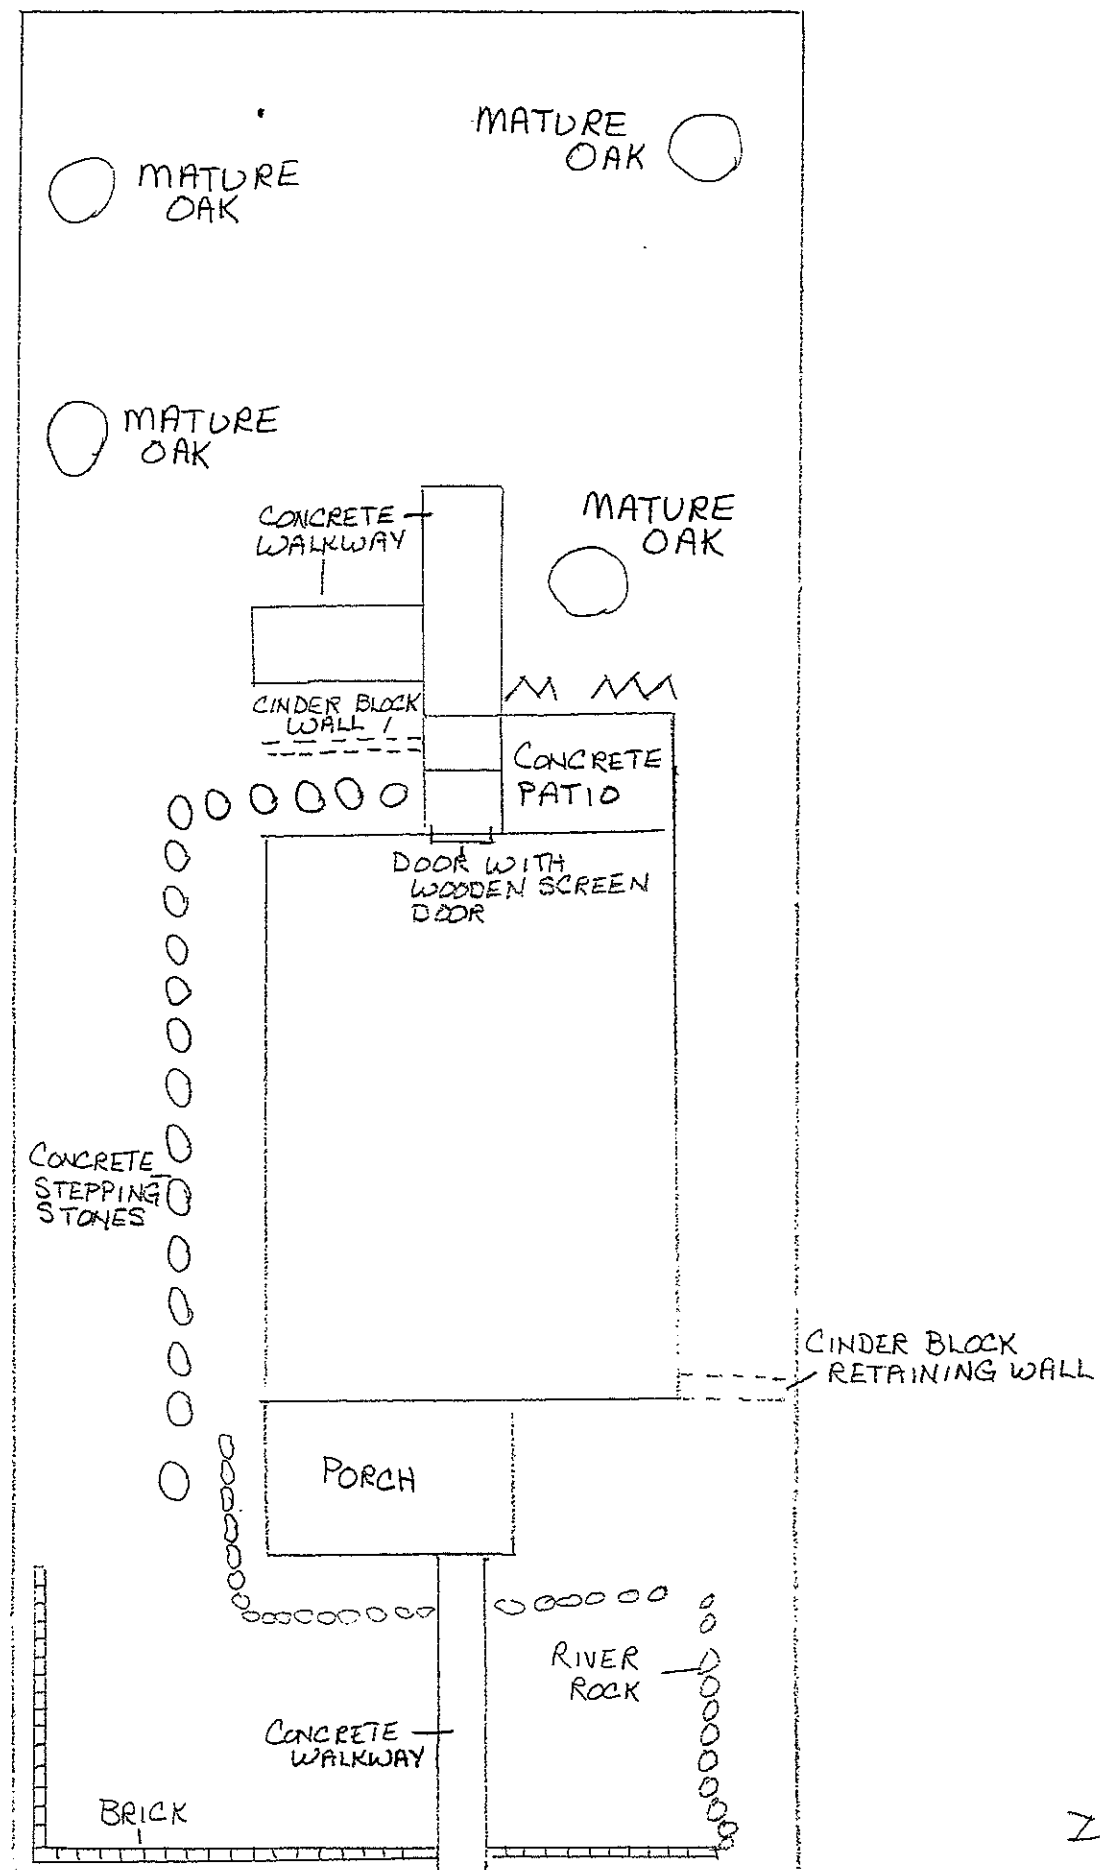 MATURE
OAK
MATURE
OAK
MATURE
OAK
CONCRETE
WALKWAY
MATURE
OAK
CINDER BLOCK
WALL
CONCRETE
PATIO
DOOR WITH
WOODEN SCREEN
DOOR
CONCRETE
STEPPING
STONES
CINDER BLOCK
RETAINING WALL
PORCH
RIVER
ROCK
CONCRETE
WALKWAY
BRICK
Z